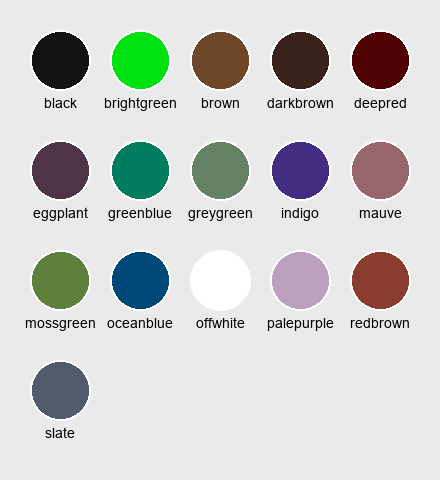 black brightgreen brown darkbrown deepred
eggplant greenblue greygreen indigo mauve
mossgreen oceanblue offwhite palepurple redbrown
slate